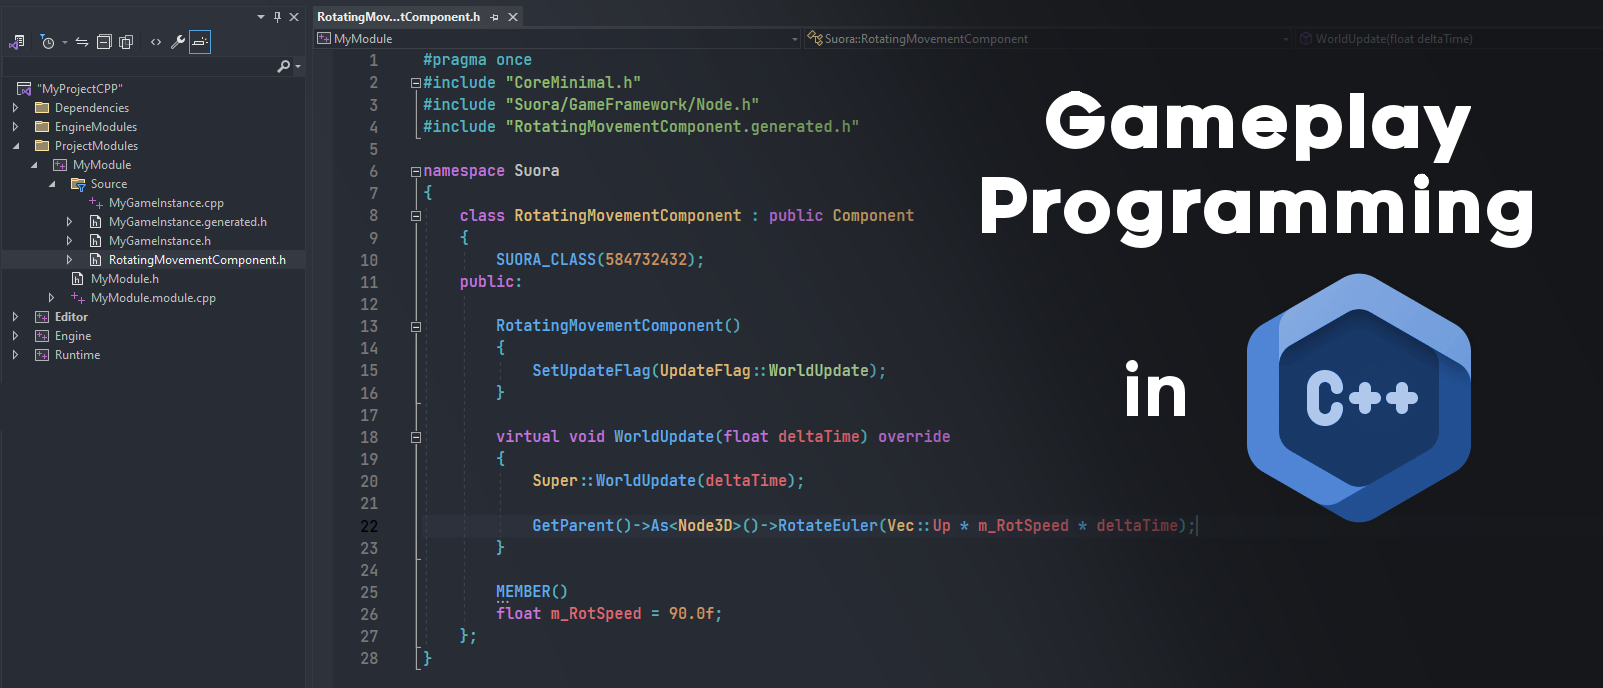 RotatingMov...tComponent.h
MyModule
Suora::RotatingMovementComponent
WorldUpdate(float deltaTime)
"MyProjectCPP"
Dependencies
EngineModules
ProjectModules
MyModule
Source
MyGameInstance.cpp
MyGameInstance.generated.h
MyGameInstance.h
RotatingMovementComponent.h
MyModule.h
MyModule.module.cpp
Editor
Engine
Runtime
1 #pragma once
2 #include "CoreMinimal.h"
3 #include "Suora/GameFramework/Node.h"
4 #include "RotatingMovementComponent.generated.h"
5
6 namespace Suora
7 {
8 class RotatingMovementComponent : public Component
9 {
10 SUORA_CLASS(584732432);
11 public:
12
13 RotatingMovementComponent()
14 {
15 SetUpdateFlag(UpdateFlag::WorldUpdate);
16 }
17
18 virtual void WorldUpdate(float deltaTime) override
19 {
20 Super::WorldUpdate(deltaTime);
21
22 GetParent()->As<Node3D>()->RotateEuler(Vec::Up * m_RotSpeed * deltaTime);
23 }
24
25 MEMBER()
26 float m_RotSpeed = 90.0f;
27 };
28 }
Gameplay
Programming
in
C++